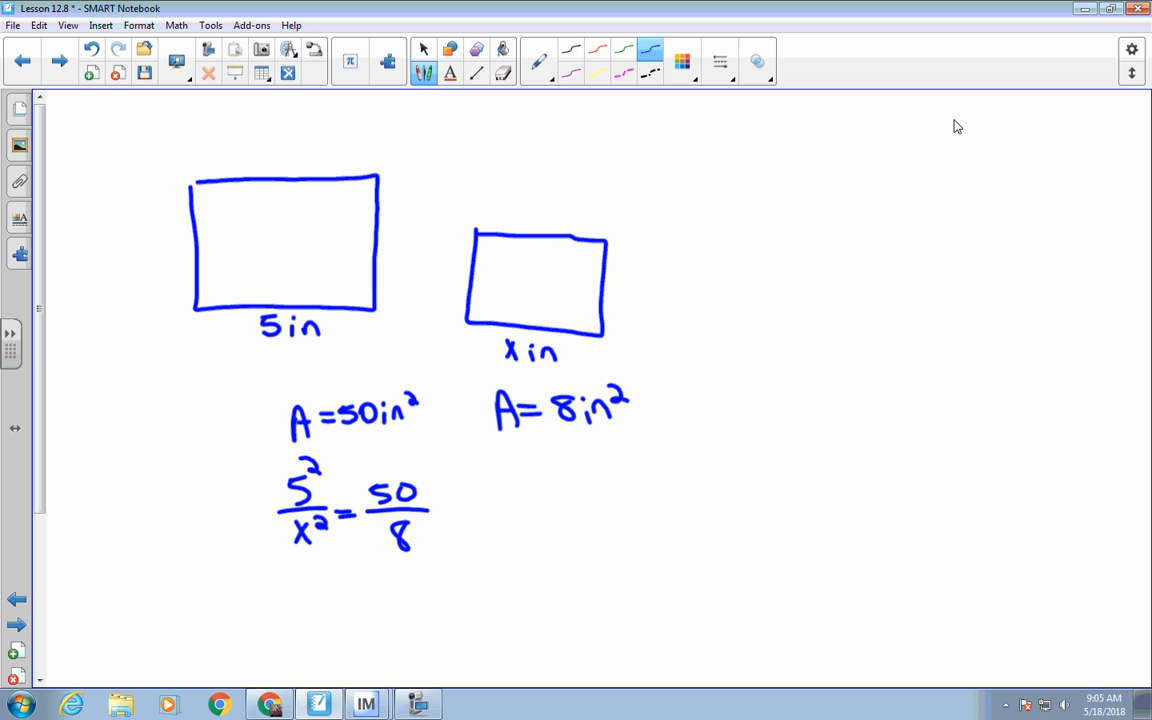 Lesson 12.8 * - SMART Notebook
File Edit View Insert Format Math Tools Add-ons Help
π
A
5 in
x in
A = 50 in²
A = 8 in²
5²/x² = 50/8
IM
9:05 AM
5/18/2018